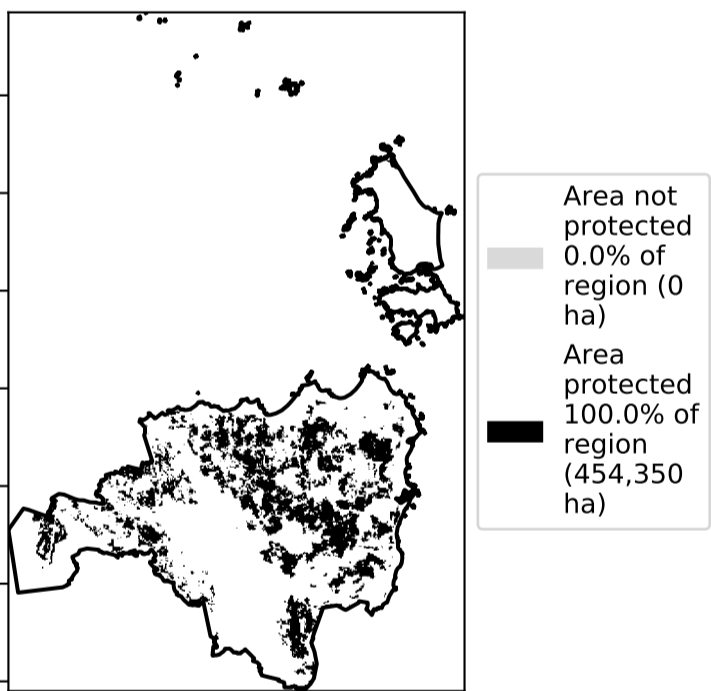 Area not
protected
0.0% of
region (0
ha)
Area
protected
100.0% of
region
(454,350
ha)